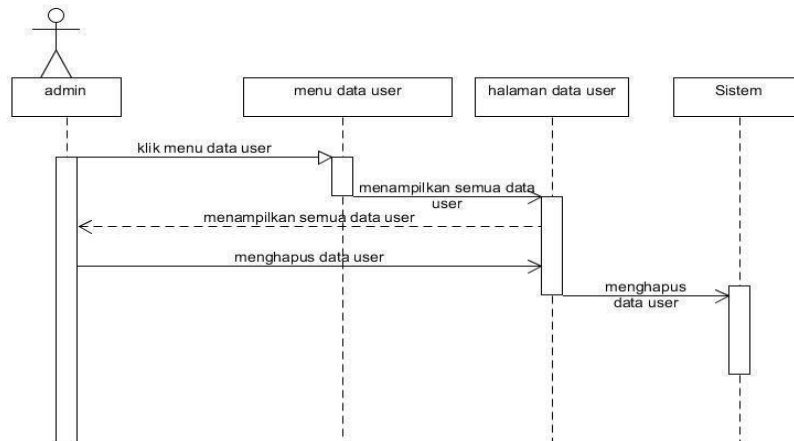 admin
menu data user
halaman data user
Sistem
klik menu data user
menampilkan semua data
user
menampilkan semua data user
menghapus data user
menghapus
data user